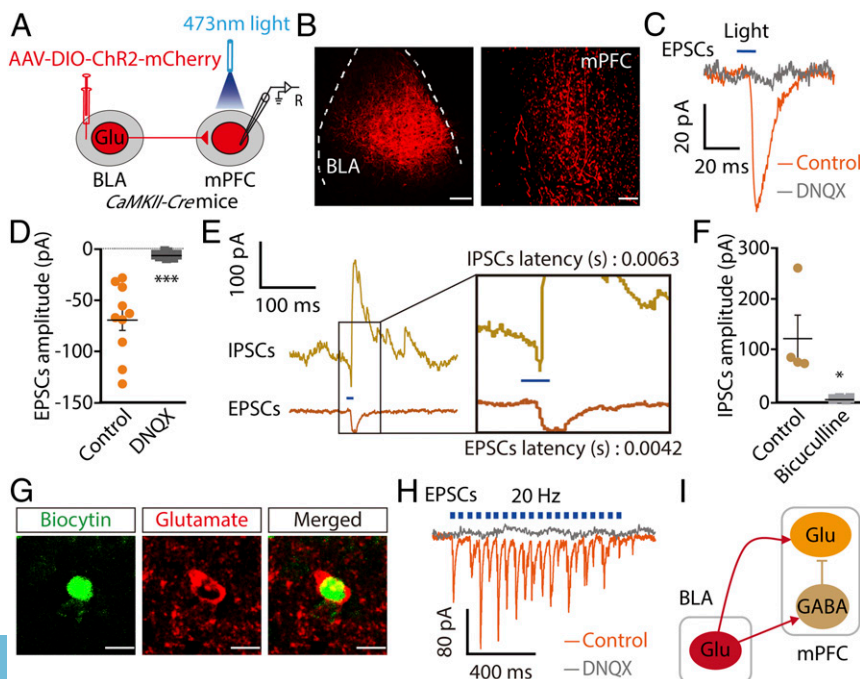 A
473nm light
AAV-DIO-ChR2-mCherry
R
Glu
BLA
mPFC
CaMKII-Cre mice
B
BLA
mPFC
C
Light
EPSCs
20 pA
20 ms
Control
DNQX
D
EPSCs amplitude (pA)
0
-50
-100
-150
***
Control
DNQX
E
100 pA
100 ms
IPSCs latency (s) : 0.0063
IPSCs
EPSCs
EPSCs latency (s) : 0.0042
F
IPSCs amplitude (pA)
300
200
100
0
*
Control
Bicuculline
G
Biocytin
Glutamate
Merged
H
EPSCs
20 Hz
80 pA
400 ms
Control
DNQX
I
Glu
GABA
BLA
Glu
mPFC